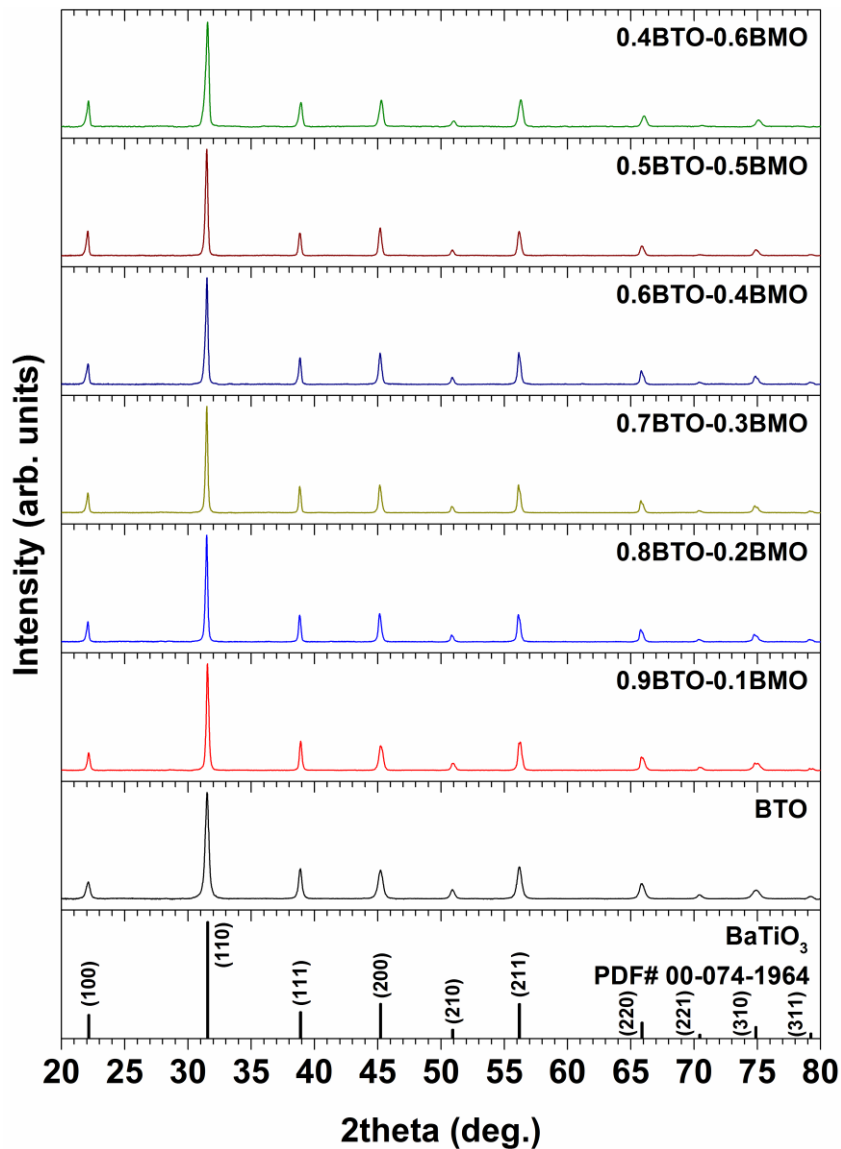 0.4BTO-0.6BMO
0.5BTO-0.5BMO
0.6BTO-0.4BMO
0.7BTO-0.3BMO
0.8BTO-0.2BMO
0.9BTO-0.1BMO
BTO
BaTiO3
PDF# 00-074-1964
(100)
(110)
(111)
(200)
(210)
(211)
(220)
(221)
(310)
(311)
20 25 30 35 40 45 50 55 60 65 70 75 80
2theta (deg.)
Intensity (arb. units)